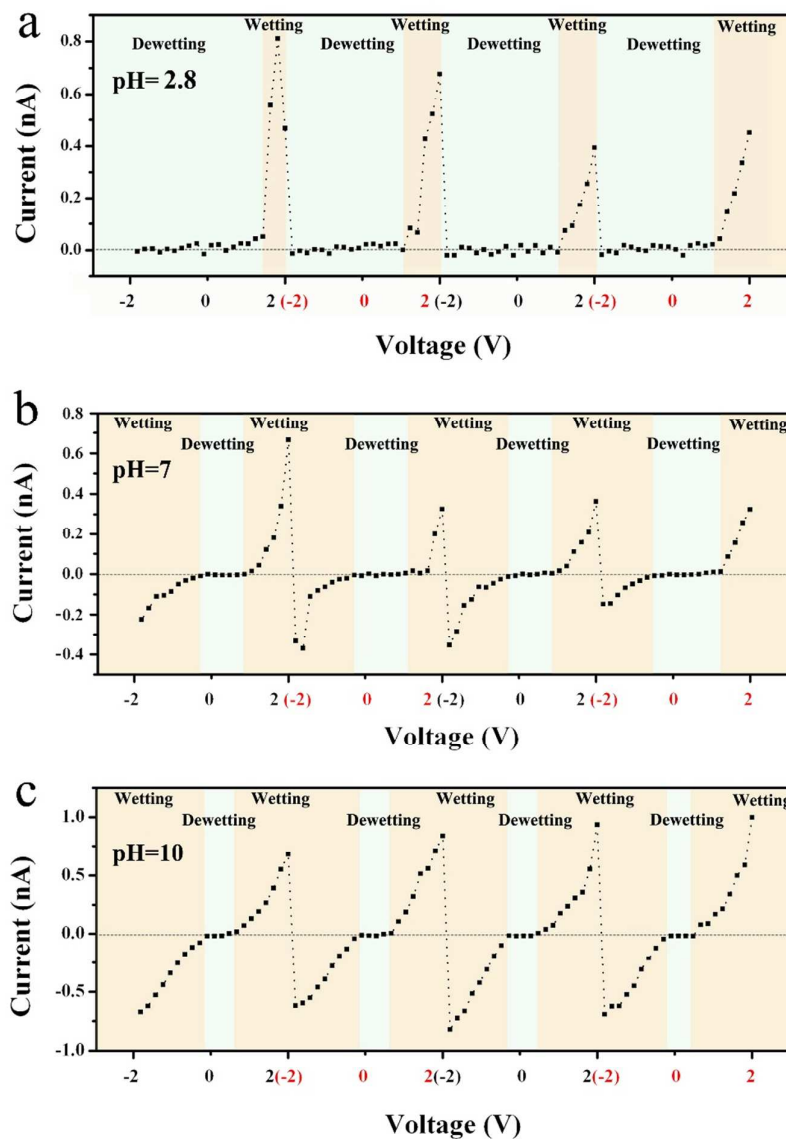 a
Dewetting Wetting Dewetting Wetting Dewetting Wetting Dewetting Wetting
pH= 2.8
0.8
0.6
0.4
0.2
0.0
Current (nA)
-2 0 2 (-2) 0 2 (-2) 0 2 (-2) 0 2
Voltage (V)
b
Wetting Wetting Wetting Wetting Wetting
Dewetting Dewetting Dewetting Dewetting
pH=7
0.8
0.6
0.4
0.2
0.0
-0.2
-0.4
Current (nA)
-2 0 2 (-2) 0 2 (-2) 0 2 (-2) 0 2
Voltage (V)
c
Wetting Wetting Wetting Wetting Wetting
Dewetting Dewetting Dewetting Dewetting
pH=10
1.0
0.5
0.0
-0.5
-1.0
Current (nA)
-2 0 2(-2) 0 2(-2) 0 2(-2) 0 2
Voltage (V)